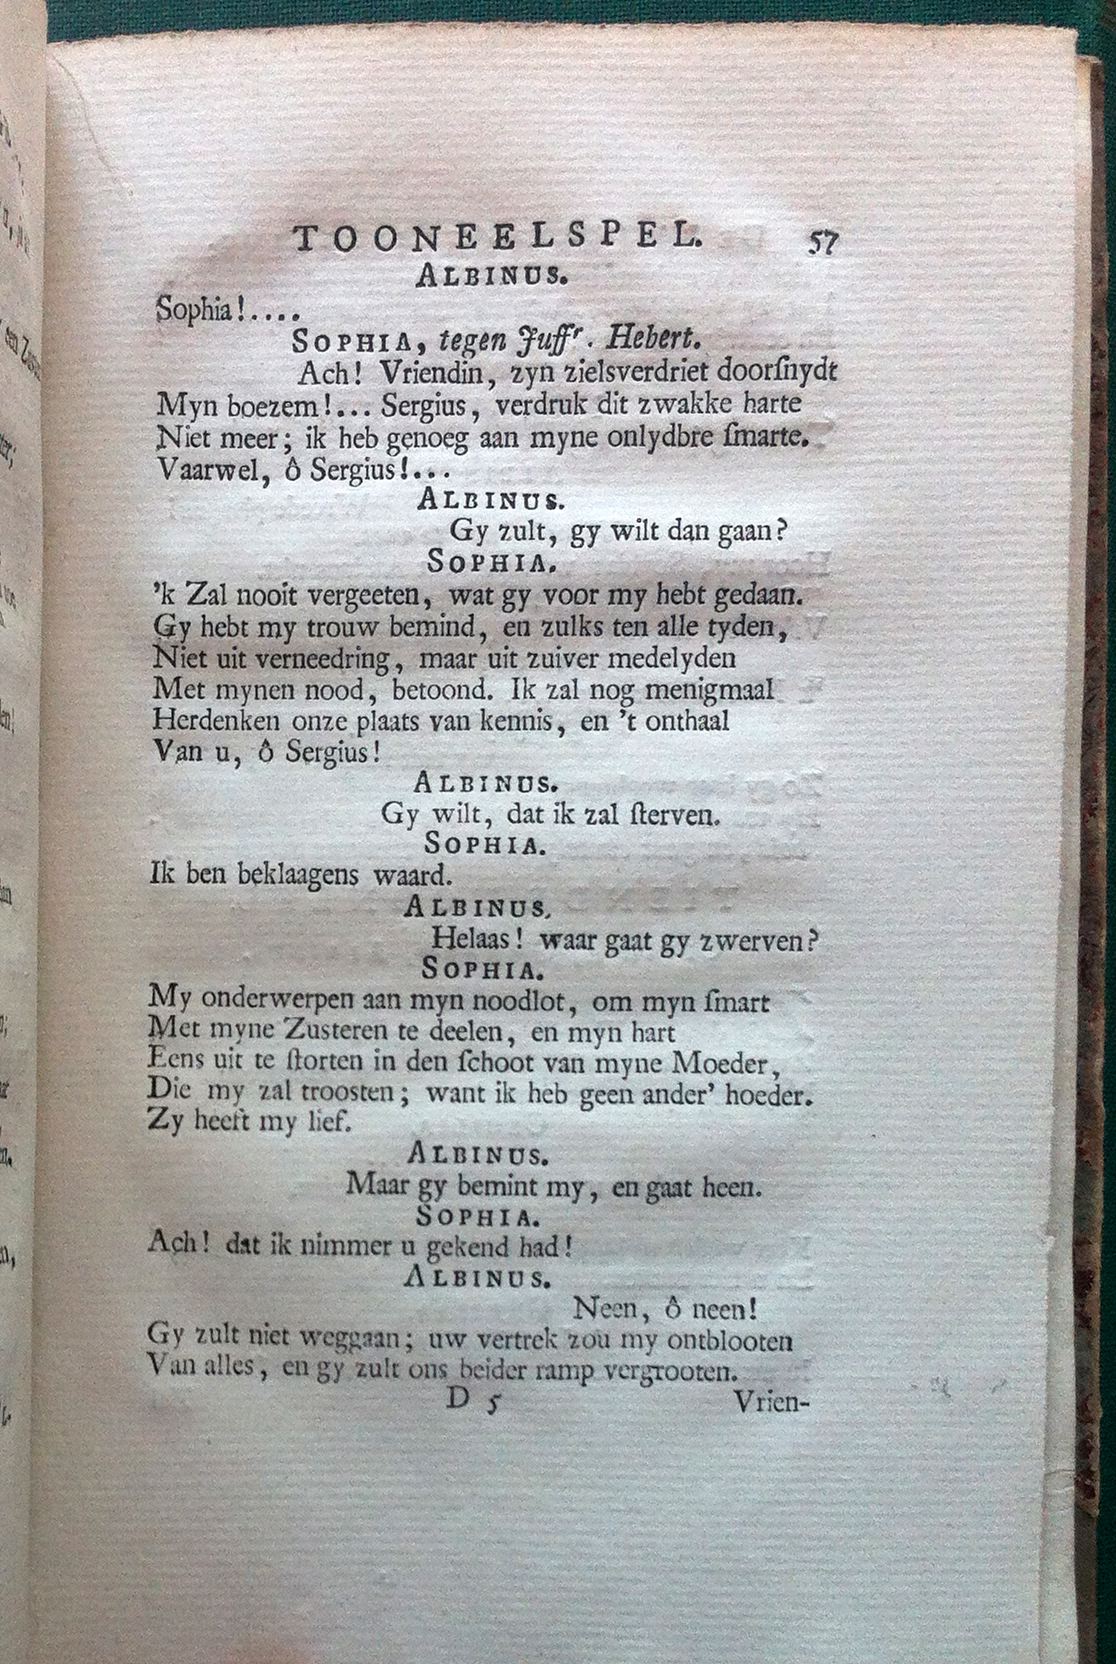 TOONEELSPEL. 57
ALBINUS.
Sophia!....
SOPHIA, tegen Juffr. Hebert.
Ach! Vriendin, zyn zielsverdriet doorſnydt
Myn boezem!... Sergius, verdruk dit zwakke harte
Niet meer; ik heb genoeg aan myne onlydbre ſmarte.
Vaarwel, ô Sergius!...
ALBINUS.
Gy zult, gy wilt dan gaan?
SOPHIA.
'k Zal nooit vergeeten, wat gy voor my hebt gedaan.
Gy hebt my trouw bemind, en zulks ten alle tyden,
Niet uit verneedring, maar uit zuiver medelyden
Met mynen nood, betoond. Ik zal nog menigmaal
Herdenken onze plaats van kennis, en 't onthaal
Van u, ô Sergius!
ALBINUS.
Gy wilt, dat ik zal ſterven.
SOPHIA.
Ik ben beklaagens waard.
ALBINUS.
Helaas! waar gaat gy zwerven?
SOPHIA.
My onderwerpen aan myn noodlot, om myn ſmart
Met myne Zusteren te deelen, en myn hart
Eens uit te ſtorten in den ſchoot van myne Moeder,
Die my zal troosten; want ik heb geen ander' hoeder.
Zy heeft my lief.
ALBINUS.
Maar gy bemint my, en gaat heen.
SOPHIA.
Ach! dat ik nimmer u gekend had!
ALBINUS.
Neen, ô neen!
Gy zult niet weggaan; uw vertrek zou my ontblooten
Van alles, en gy zult ons beider ramp vergrooten.
D 5 Vrien-